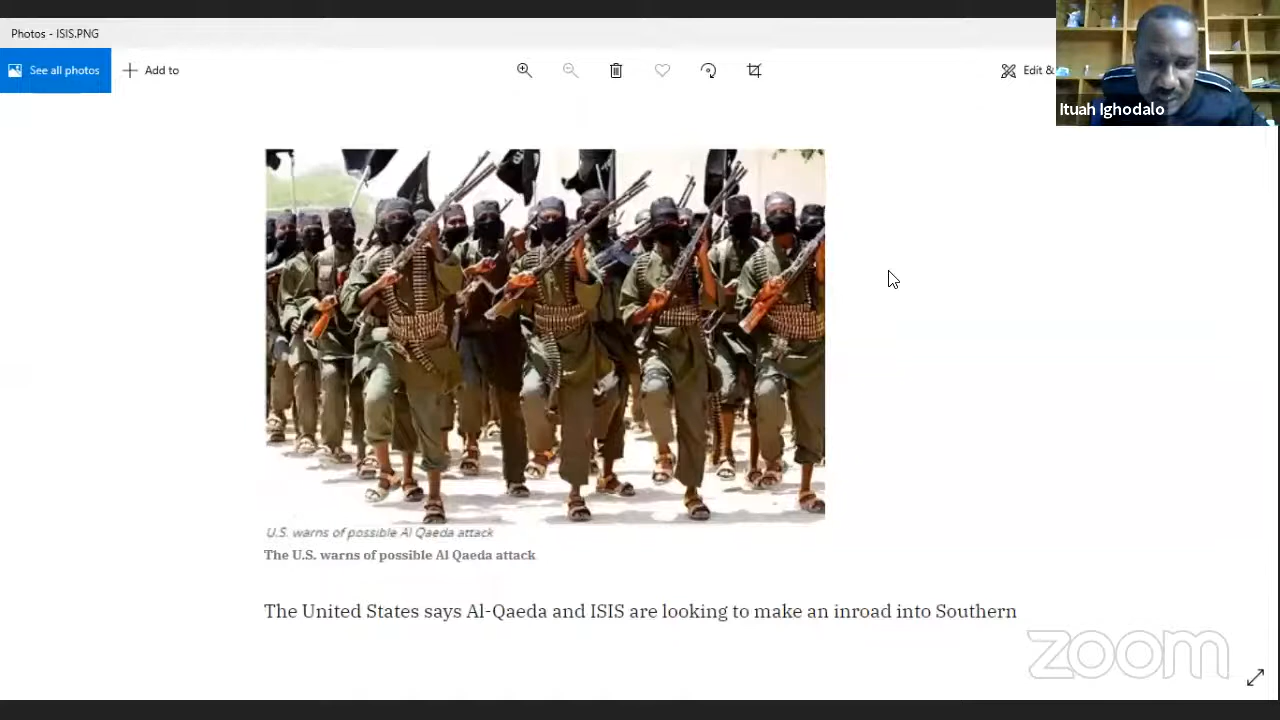 Photos - ISIS.PNG
See all photos
Add to
Edit &
Ituah Ighodalo
U.S. warns of possible Al Qaeda attack
The U.S. warns of possible Al Qaeda attack
The United States says Al-Qaeda and ISIS are looking to make an inroad into Southern
zoom